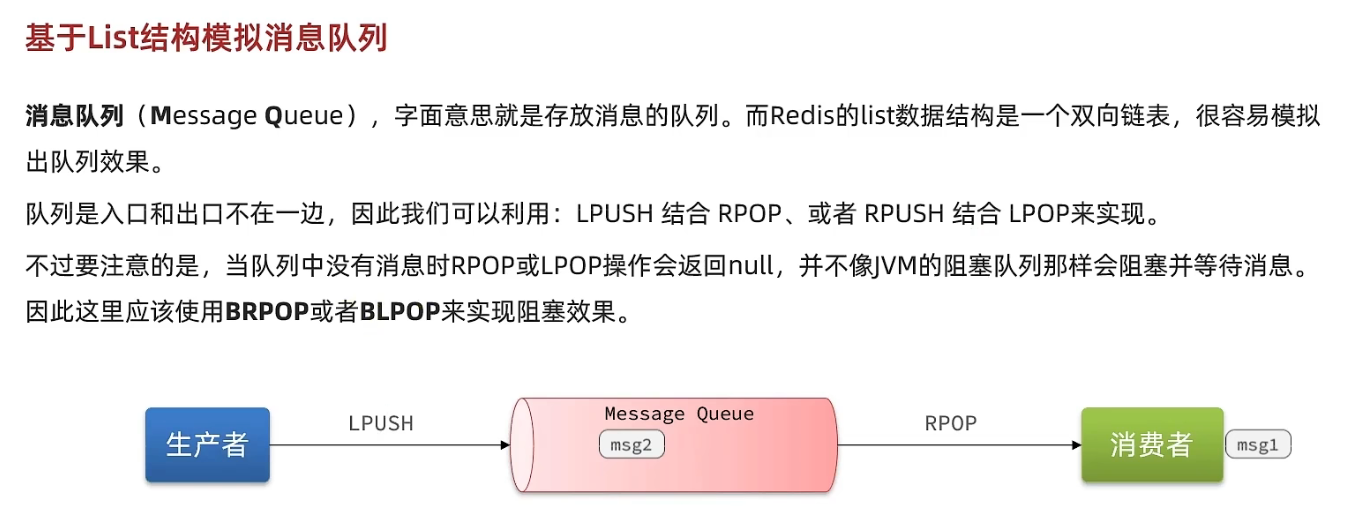 基于List结构模拟消息队列
消息队列（Message Queue），字面意思就是存放消息的队列。而Redis的list数据结构是一个双向链表，很容易模拟
出队列效果。
队列是入口和出口不在一边，因此我们可以利用：LPUSH 结合 RPOP、或者 RPUSH 结合 LPOP来实现。
不过要注意的是，当队列中没有消息时RPOP或LPOP操作会返回null，并不像JVM的阻塞队列那样会阻塞并等待消息。
因此这里应该使用BRPOP或者BLPOP来实现阻塞效果。
生产者
LPUSH
Message Queue
msg2
RPOP
消费者
msg1